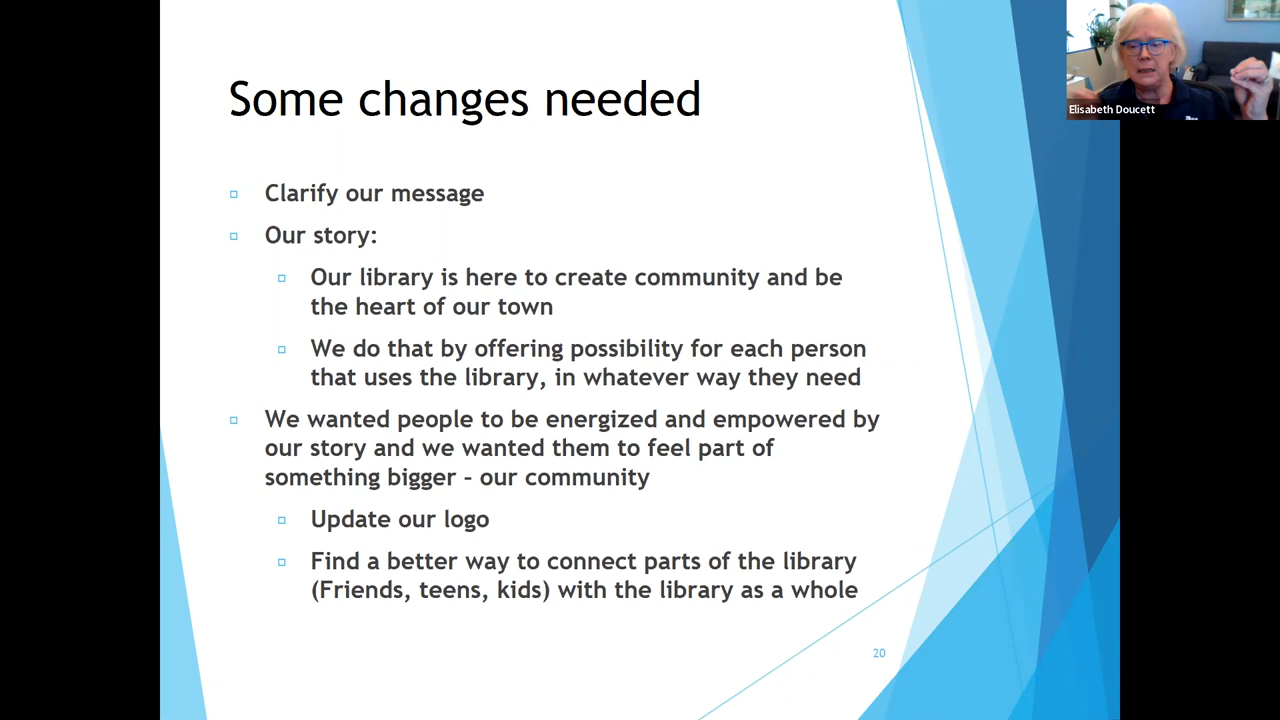 Some changes needed
Clarify our message
Our story:
Our library is here to create community and be
the heart of our town
We do that by offering possibility for each person
that uses the library, in whatever way they need
We wanted people to be energized and empowered by
our story and we wanted them to feel part of
something bigger – our community
Update our logo
Find a better way to connect parts of the library
(Friends, teens, kids) with the library as a whole
20
Elisabeth Doucett